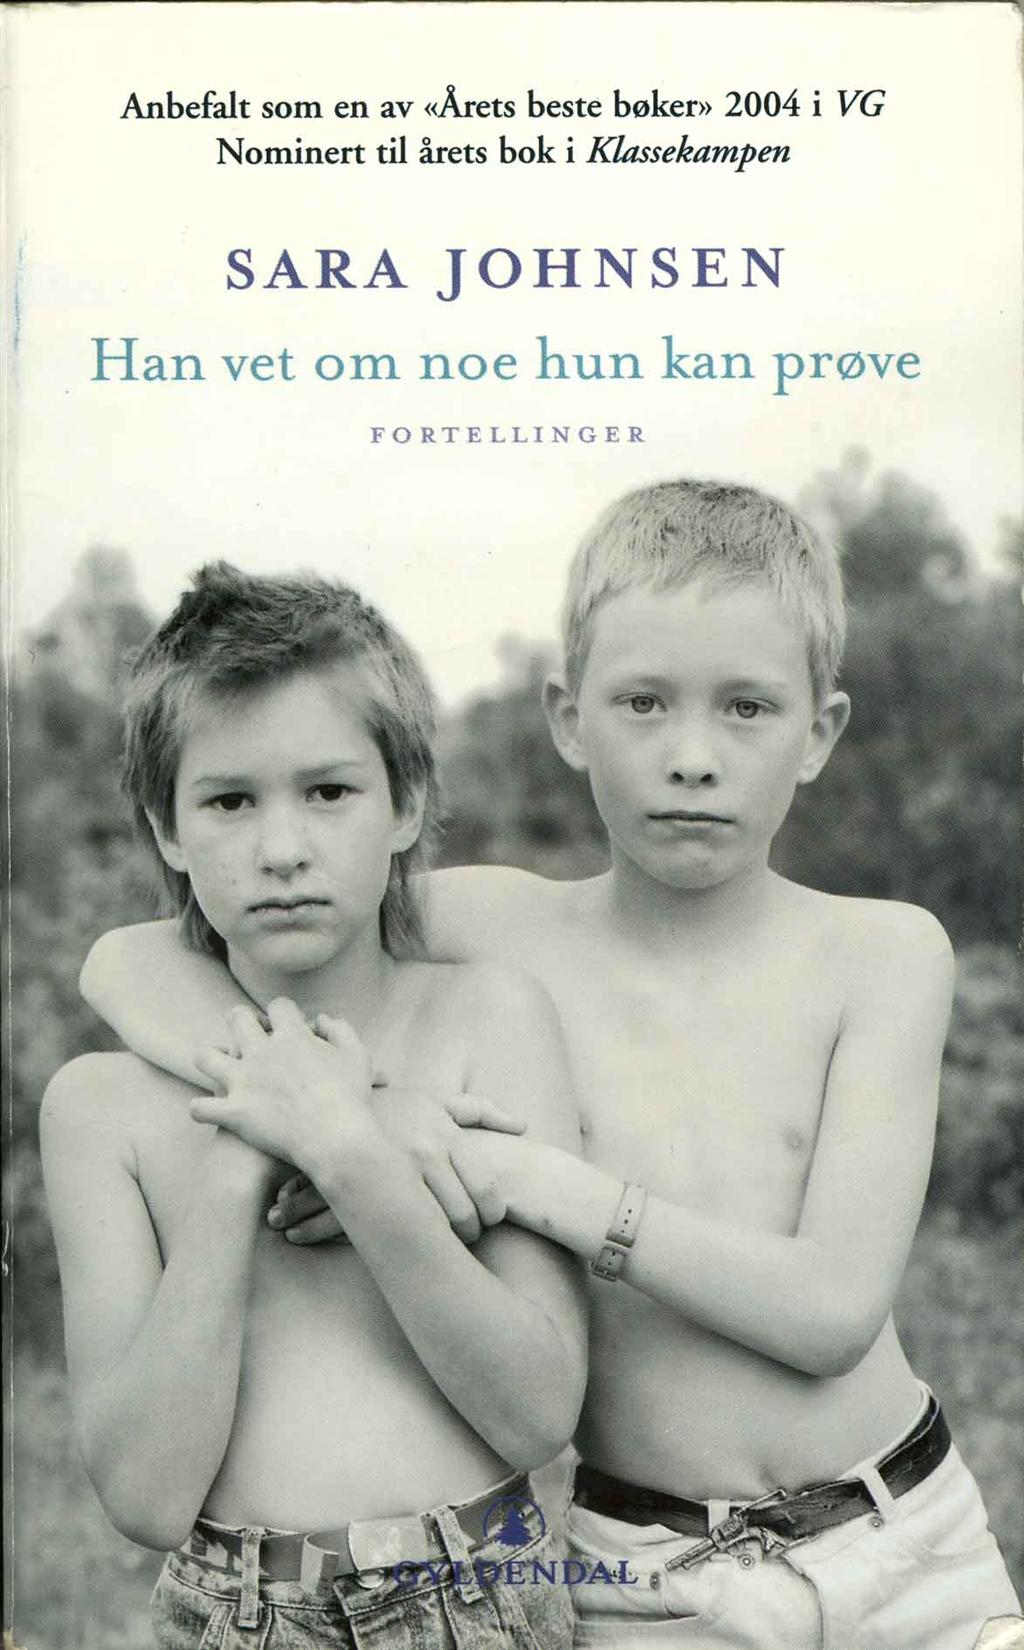 Anbefalt som en av «Årets beste bøker» 2004 i VG
Nominert til årets bok i Klassekampen
SARA JOHNSEN
Han vet om noe hun kan prøve
FORTELLINGER
GYLDENDAL